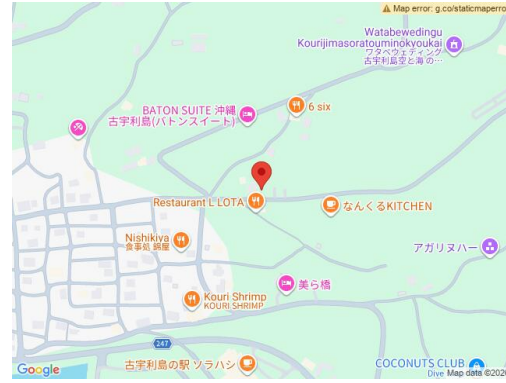 Map error: g.co/staticmaperro
Watabewedingu
Kourijimasoratouminokyoukai
ワタベウェディング
古宇利島空と海の…
BATON SUITE 沖縄
古宇利島(バトンスイート)
6 six
Restaurant L LOTA
なんくるKITCHEN
Nishikiya
食事処 錦屋
アガリヌハー
美ら橋
Kouri Shrimp
KOURI SHRIMP
247
古宇利島の駅 ソラハシ
COCONUTS CLUB
Dive
Google
Map data ©2026